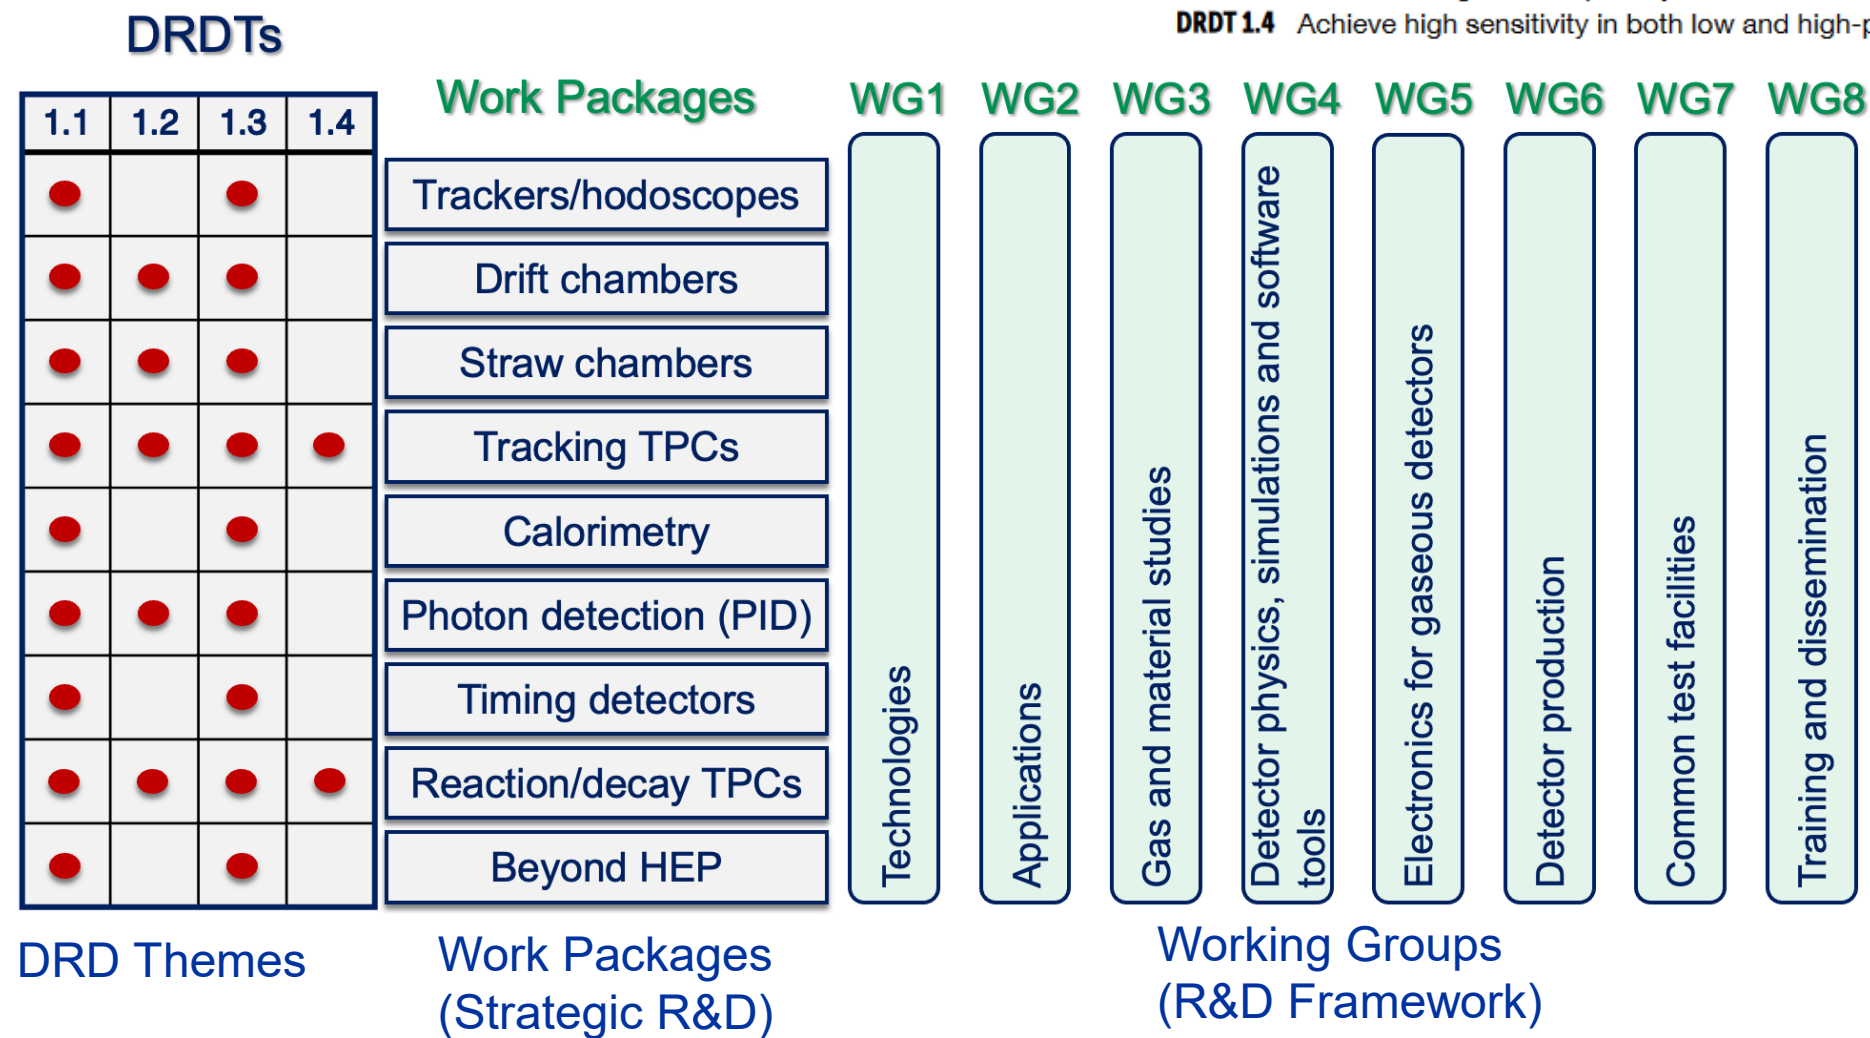 DRDT 1.4 Achieve high sensitivity in both low and high-p
DRDTs
1.1 1.2 1.3 1.4
Work Packages
WG1 WG2 WG3 WG4 WG5 WG6 WG7 WG8
Trackers/hodoscopes
Drift chambers
Straw chambers
Tracking TPCs
Calorimetry
Photon detection (PID)
Timing detectors
Reaction/decay TPCs
Beyond HEP
Technologies
Applications
Gas and material studies
Detector physics, simulations and software
tools
Electronics for gaseous detectors
Detector production
Common test facilities
Training and dissemination
DRD Themes
Work Packages
(Strategic R&D)
Working Groups
(R&D Framework)